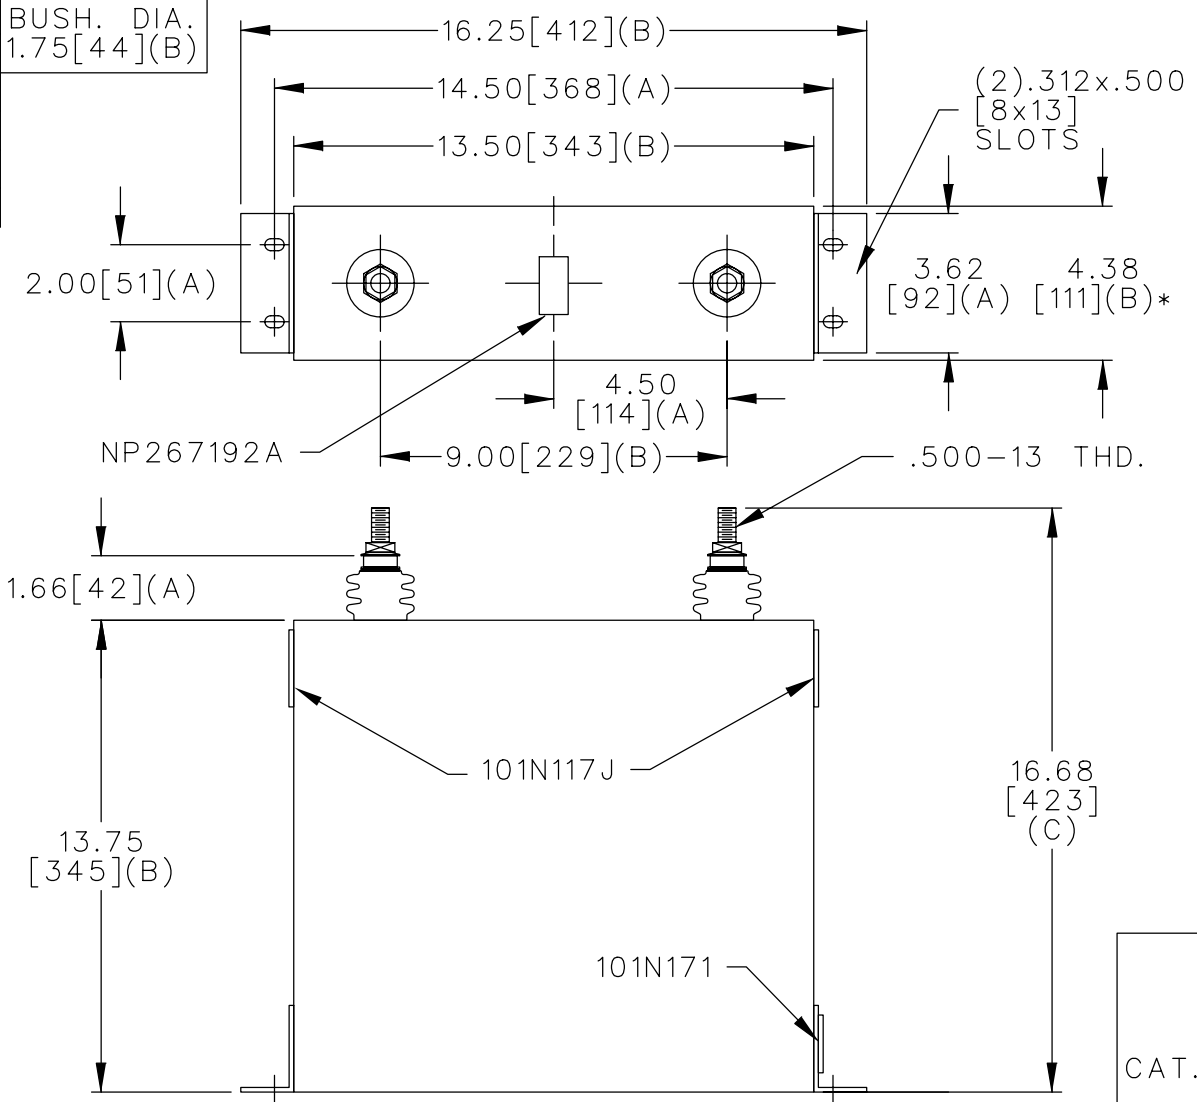 BUSH. DIA.
1.75[44](B)
16.25[412](B)
14.50[368](A)
13.50[343](B)
(2).312x.500
[8x13]
SLOTS
2.00[51](A)
3.62
[92](A)
4.38
[111](B)*
4.50
[114](A)
NP267192A
9.00[229](B)
.500-13 THD.
1.66[42](A)
101N117J
16.68
[423]
(C)
13.75
[345](B)
101N171
CAT.